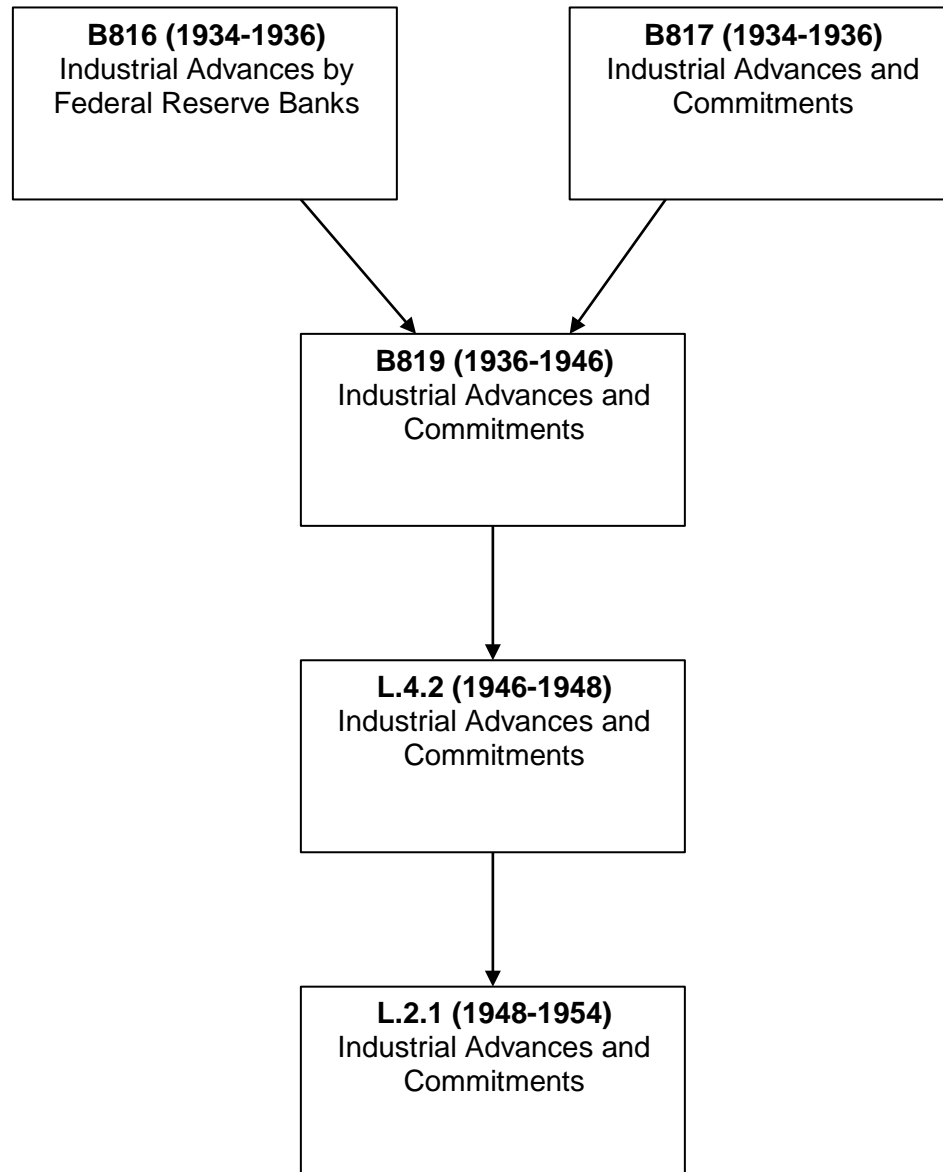 B816 (1934-1936)
Industrial Advances by
Federal Reserve Banks
B817 (1934-1936)
Industrial Advances and
Commitments
B819 (1936-1946)
Industrial Advances and
Commitments
L.4.2 (1946-1948)
Industrial Advances and
Commitments
L.2.1 (1948-1954)
Industrial Advances and
Commitments